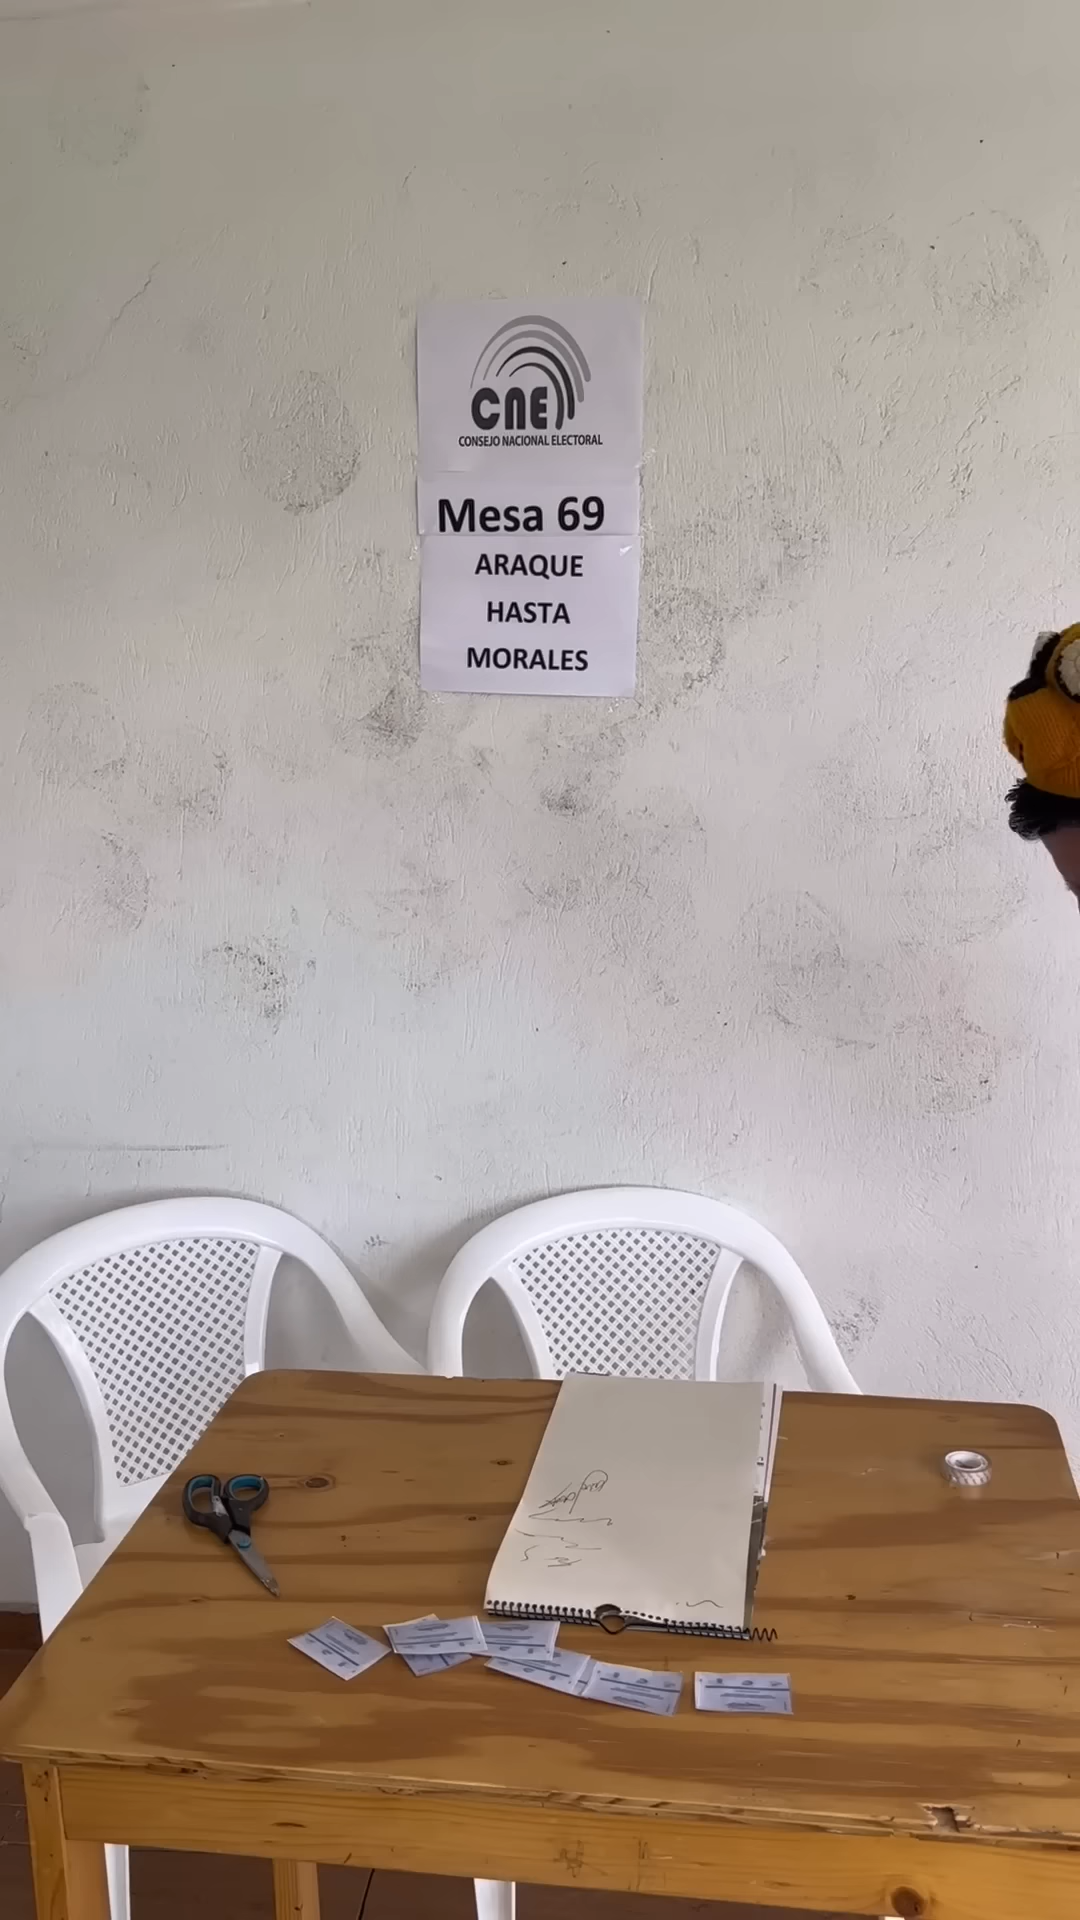 CNE
CONSEJO NACIONAL ELECTORAL
Mesa 69
ARAQUE
HASTA
MORALES